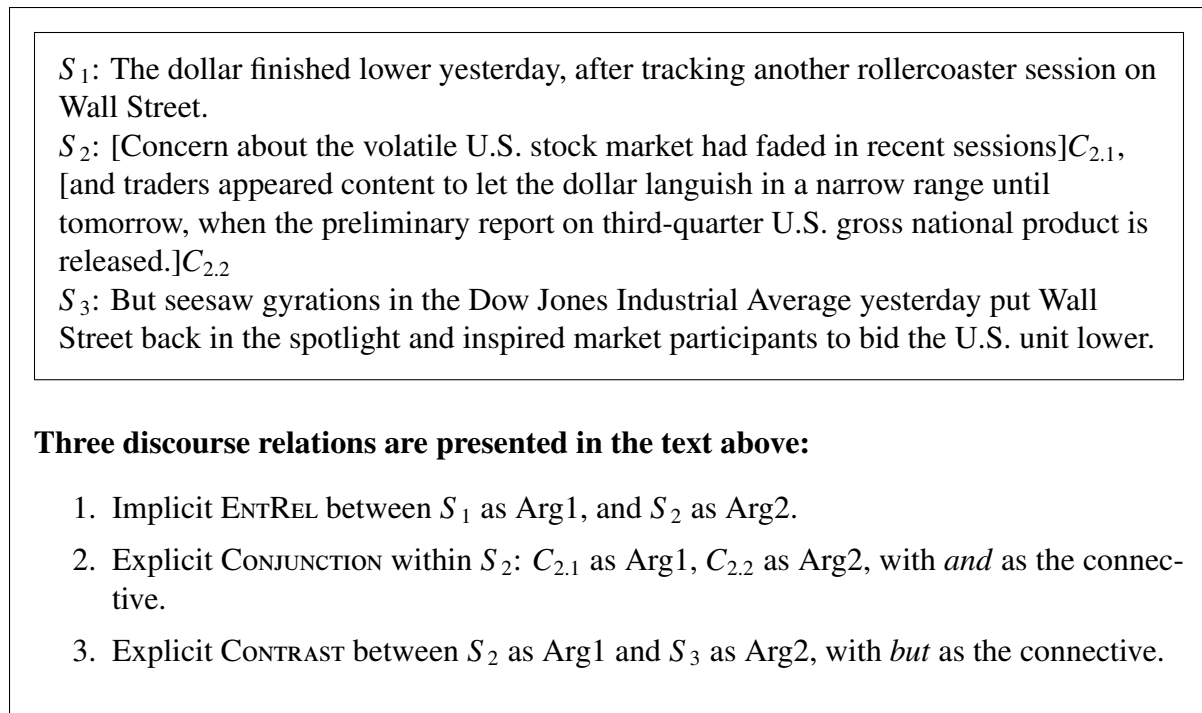 S1: The dollar finished lower yesterday, after tracking another rollercoaster session on
Wall Street.
S2: [Concern about the volatile U.S. stock market had faded in recent sessions]C2.1,
[and traders appeared content to let the dollar languish in a narrow range until
tomorrow, when the preliminary report on third-quarter U.S. gross national product is
released.]C2.2
S3: But seesaw gyrations in the Dow Jones Industrial Average yesterday put Wall
Street back in the spotlight and inspired market participants to bid the U.S. unit lower.
Three discourse relations are presented in the text above:
1. Implicit EntRel between S1 as Arg1, and S2 as Arg2.
2. Explicit Conjunction within S2: C2.1 as Arg1, C2.2 as Arg2, with and as the connec-
tive.
3. Explicit Contrast between S2 as Arg1 and S3 as Arg2, with but as the connective.